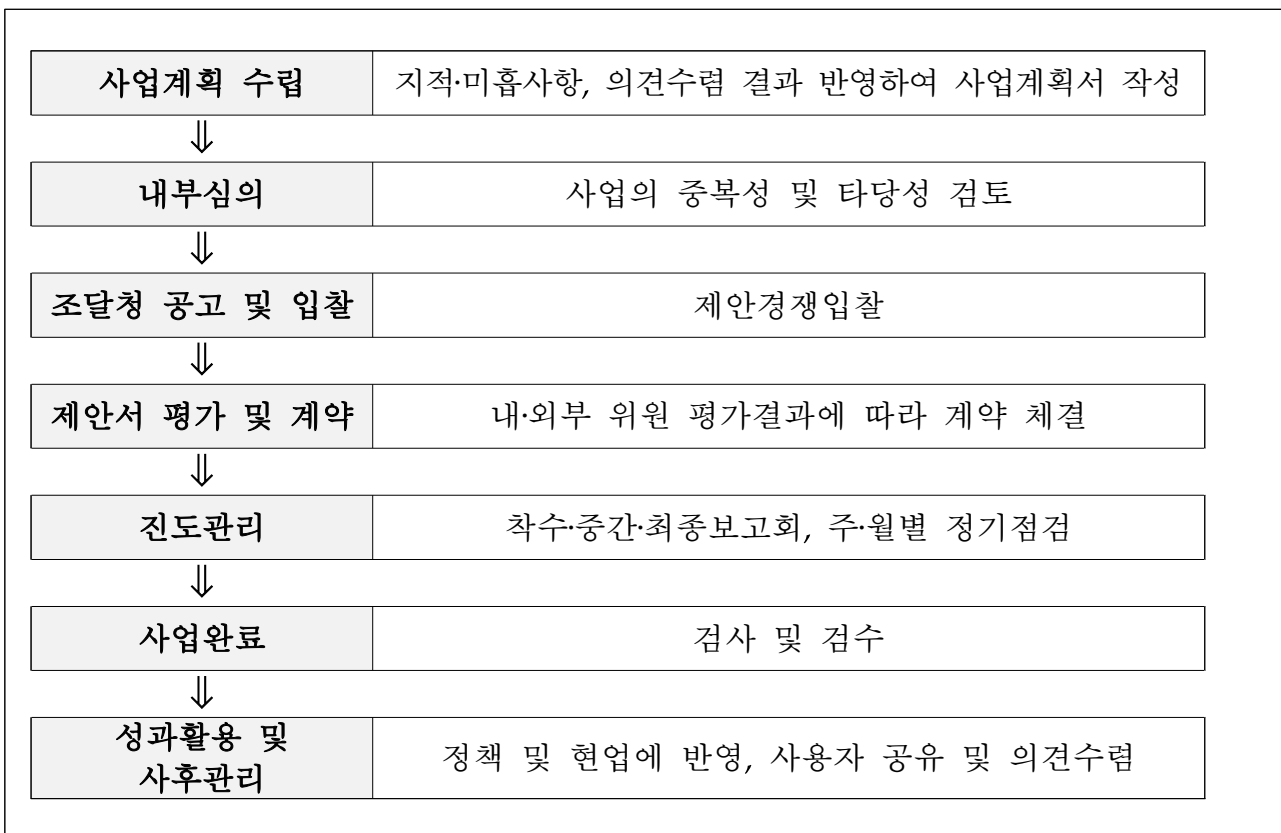 사업계획 수립 지적·미흡사항, 의견수렴 결과 반영하여 사업계획서 작성
⇓
내부심의 사업의 중복성 및 타당성 검토
⇓
조달청 공고 및 입찰 제안경쟁입찰
⇓
제안서 평가 및 계약 내·외부 위원 평가결과에 따라 계약 체결
⇓
진도관리 착수·중간·최종보고회, 주·월별 정기점검
⇓
사업완료 검사 및 검수
⇓
성과활용 및
사후관리
정책 및 현업에 반영, 사용자 공유 및 의견수렴